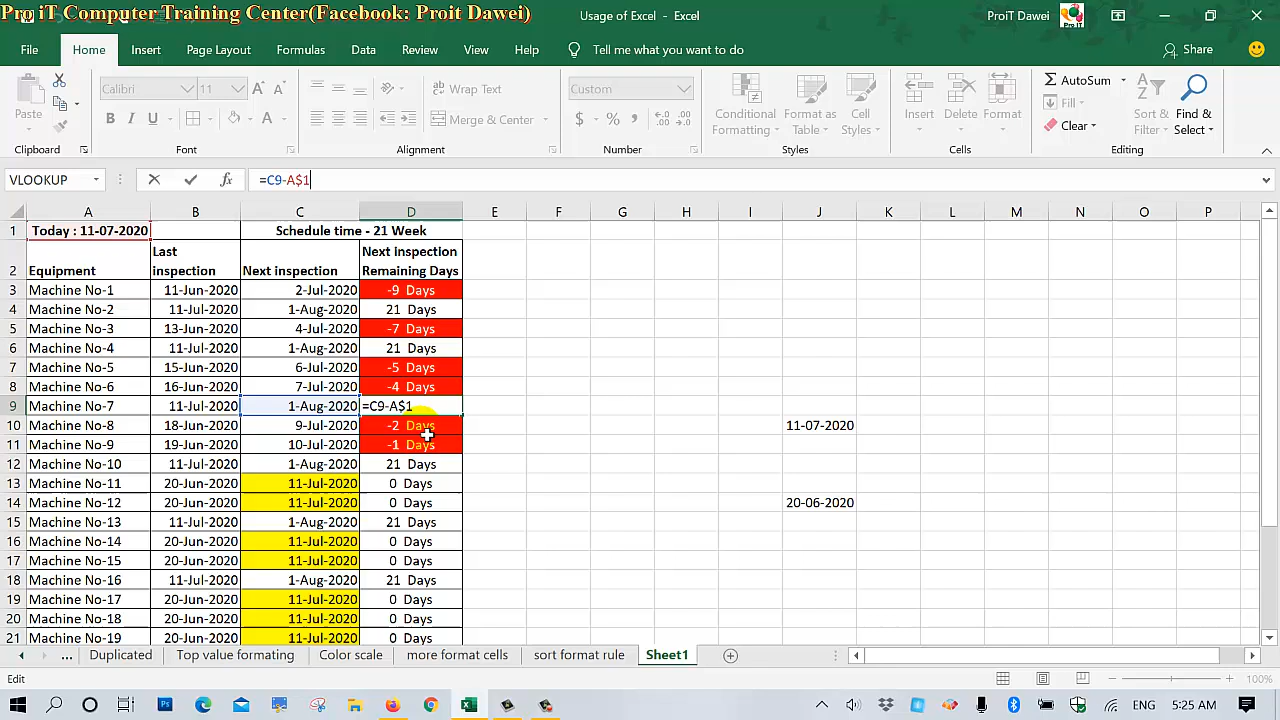 Pro iT Computer Training Center(Facebook: Proit Dawei)
Usage of Excel - Excel
ProiT Dawei
File Home Insert Page Layout Formulas Data Review View Help Tell me what you want to do Share
Paste
Clipboard
Calibri 11
B I U
Font
Wrap Text
Merge & Center
Alignment
Custom
$ % ,
Number
Conditional Formatting
Format as Table
Cell Styles
Styles
Insert Delete Format
Cells
AutoSum
Fill
Clear
Sort & Filter
Find & Select
Editing
VLOOKUP fx =C9-A$1
A B C D E F G H I J K L M N O P
1 Today : 11-07-2020 Schedule time - 21 Week
2 Equipment Last inspection Next inspection Next inspection Remaining Days
3 Machine No-1 11-Jun-2020 2-Jul-2020 -9 Days
4 Machine No-2 11-Jul-2020 1-Aug-2020 21 Days
5 Machine No-3 13-Jun-2020 4-Jul-2020 -7 Days
6 Machine No-4 11-Jul-2020 1-Aug-2020 21 Days
7 Machine No-5 15-Jun-2020 6-Jul-2020 -5 Days
8 Machine No-6 16-Jun-2020 7-Jul-2020 -4 Days
9 Machine No-7 11-Jul-2020 1-Aug-2020 =C9-A$1
10 Machine No-8 18-Jun-2020 9-Jul-2020 -2 Days 11-07-2020
11 Machine No-9 19-Jun-2020 10-Jul-2020 -1 Days
12 Machine No-10 11-Jul-2020 1-Aug-2020 21 Days
13 Machine No-11 20-Jun-2020 11-Jul-2020 0 Days
14 Machine No-12 20-Jun-2020 11-Jul-2020 0 Days 20-06-2020
15 Machine No-13 11-Jul-2020 1-Aug-2020 21 Days
16 Machine No-14 20-Jun-2020 11-Jul-2020 0 Days
17 Machine No-15 20-Jun-2020 11-Jul-2020 0 Days
18 Machine No-16 11-Jul-2020 1-Aug-2020 21 Days
19 Machine No-17 20-Jun-2020 11-Jul-2020 0 Days
20 Machine No-18 20-Jun-2020 11-Jul-2020 0 Days
21 Machine No-19 20-Jun-2020 11-Jul-2020 0 Days
... Duplicated Top value formating Color scale more format cells sort format rule Sheet1
Edit 100%
ENG 5:25 AM